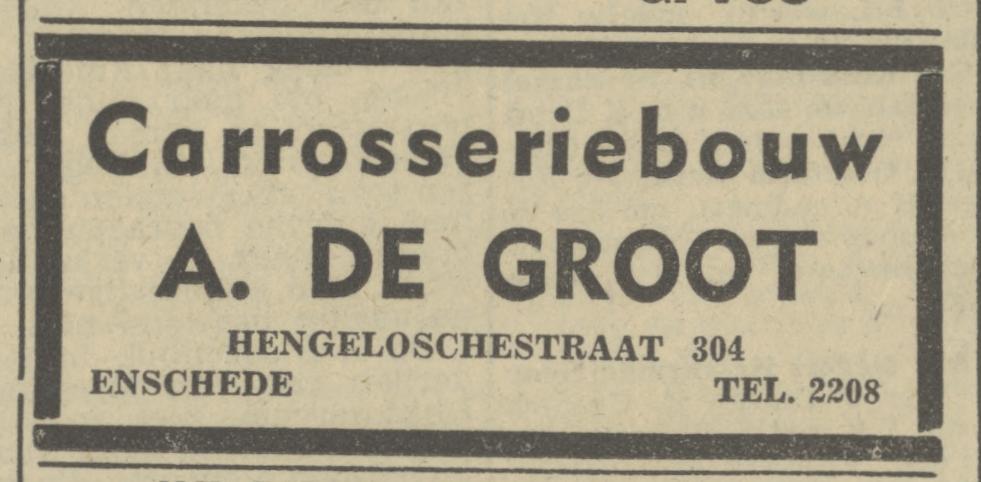 Carrosseriebouw
A. DE GROOT
HENGELOSCHESTRAAT 304
ENSCHEDE TEL. 2208